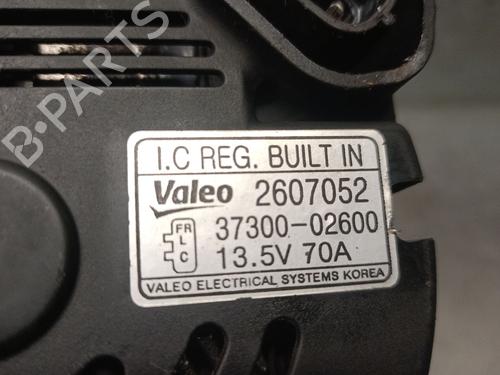 I.C REG. BUILT IN
Valeo 2607052
FR
L
C
37300-02600
13.5V 70A
VALEO ELECTRICAL SYSTEMS KOREA
B-PARTS